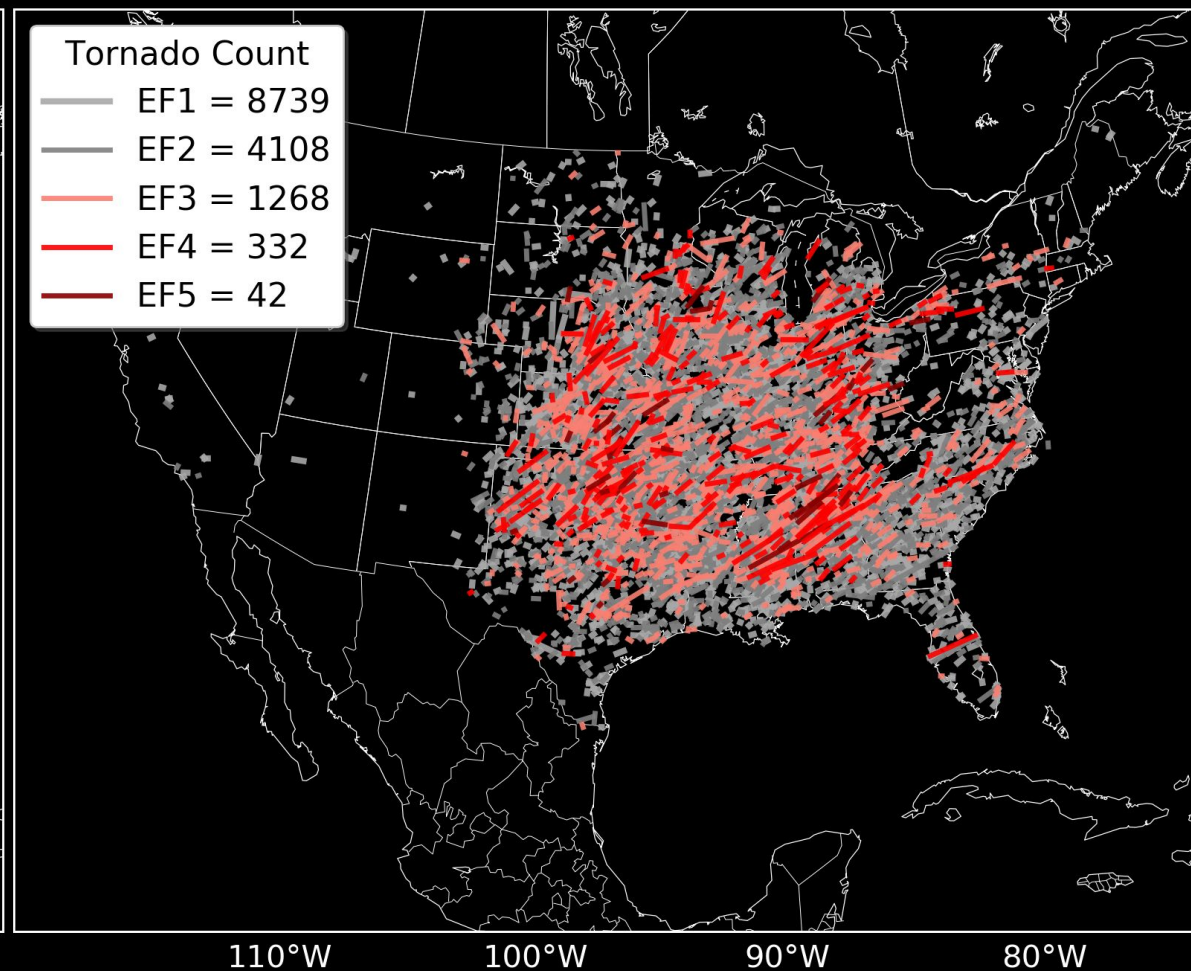 Tornado Count
EF1 = 8739
EF2 = 4108
EF3 = 1268
EF4 = 332
EF5 = 42
110°W 100°W 90°W 80°W